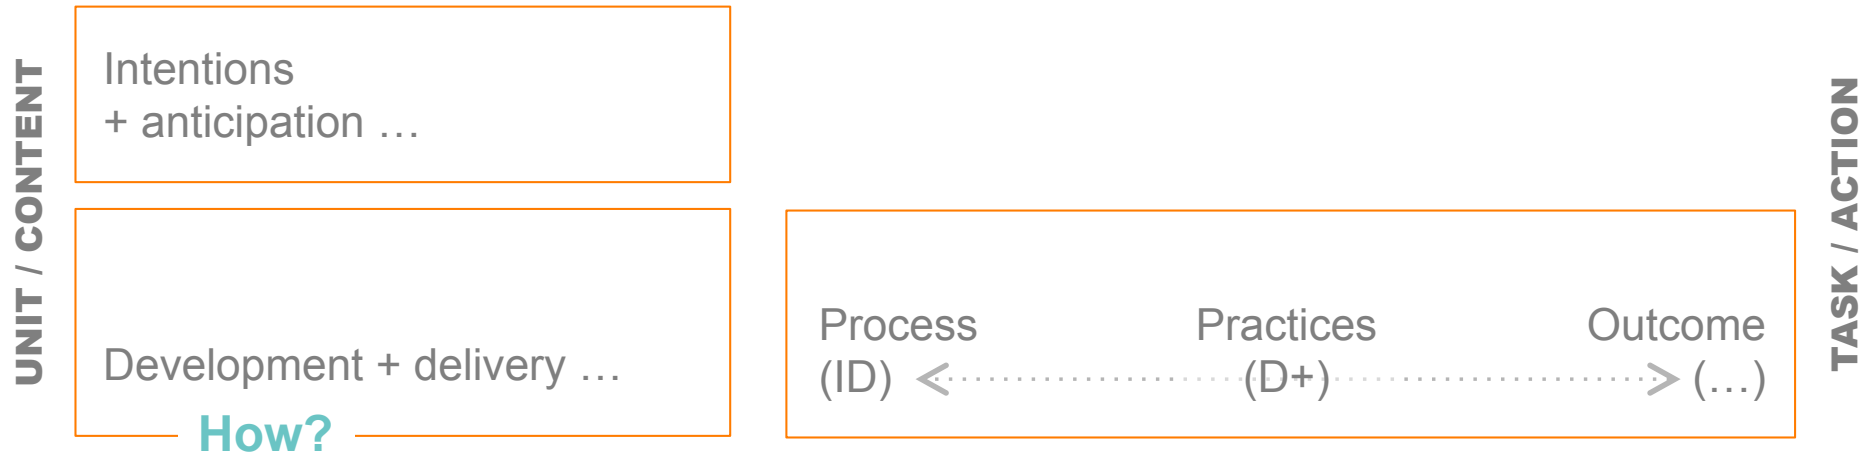 UNIT / CONTENT
Intentions
+ anticipation …
Development + delivery …
How?
Process
(ID)
Practices
(D+)
Outcome
(…)
TASK / ACTION